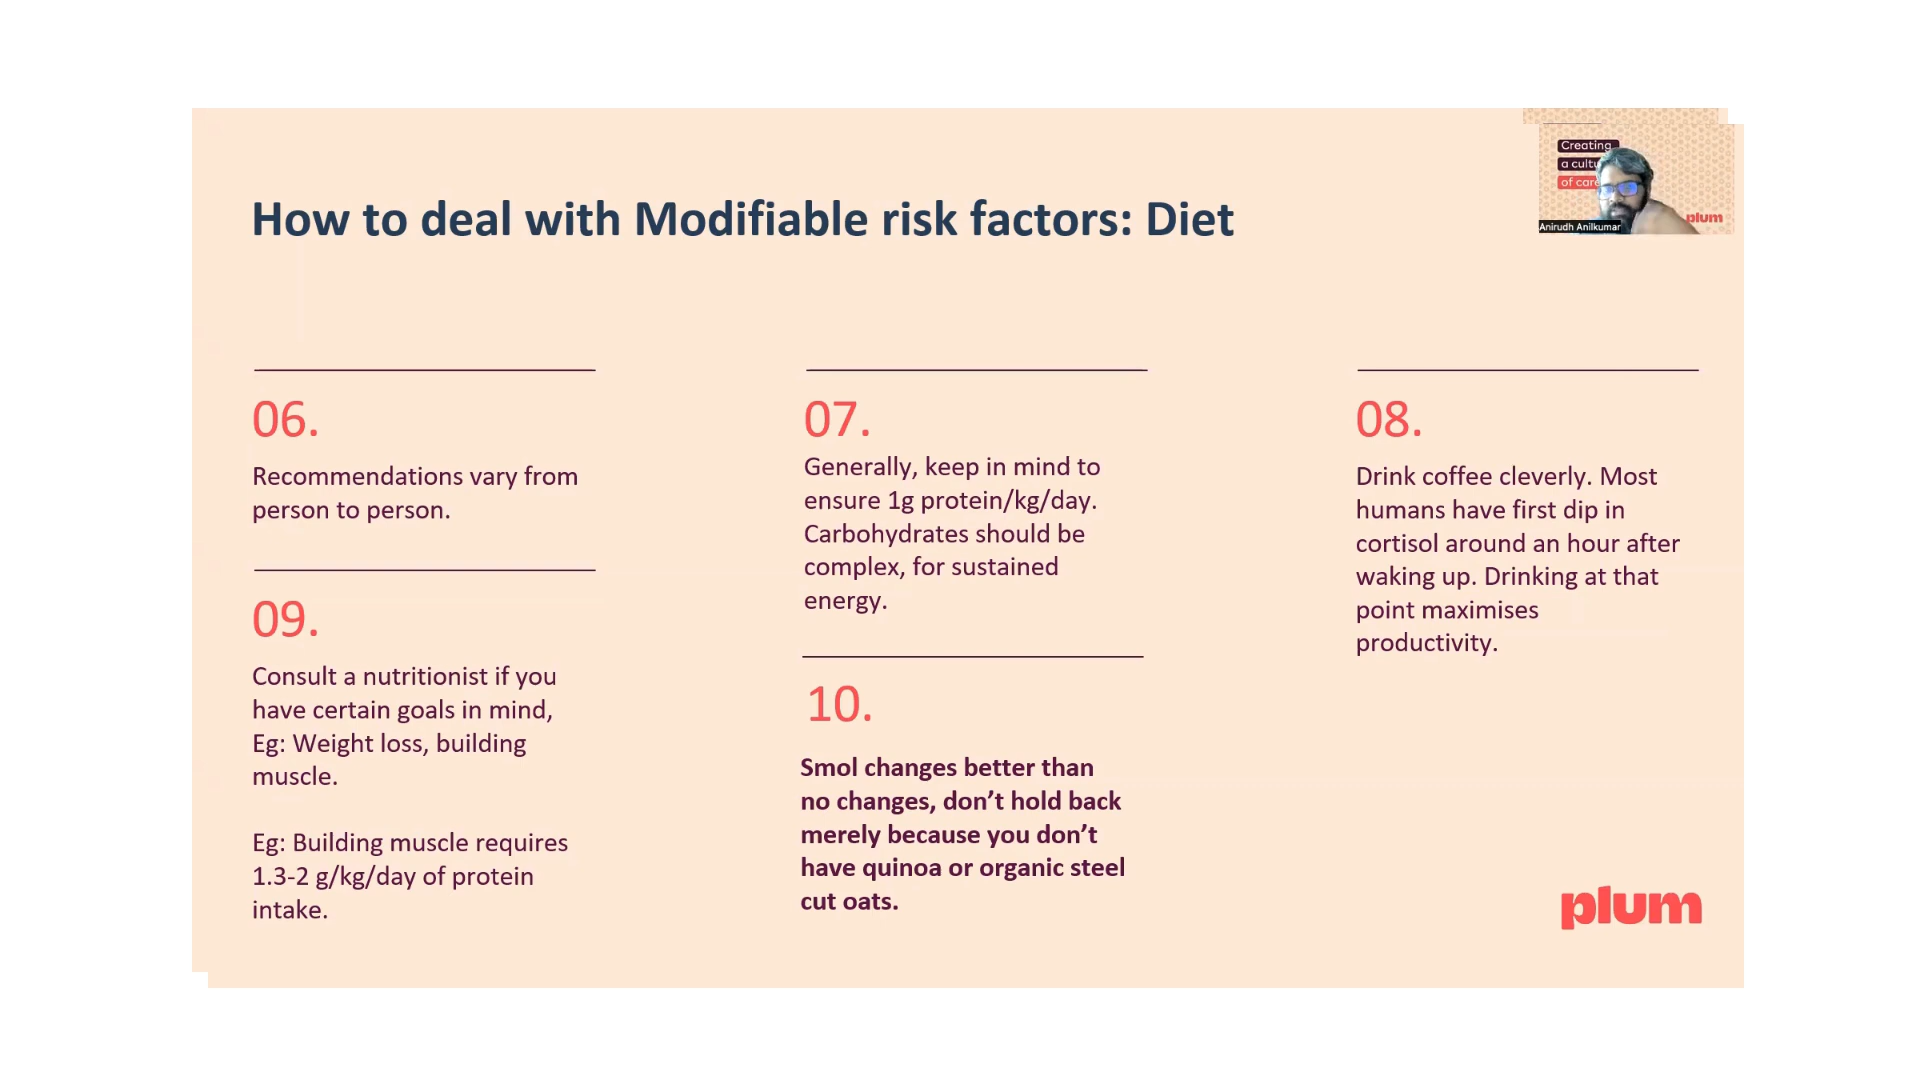 How to deal with Modifiable risk factors: Diet
Creating
a cultu
of care
plum
Anirudh Anilkumar
06.
Recommendations vary from
person to person.
07.
Generally, keep in mind to
ensure 1g protein/kg/day.
Carbohydrates should be
complex, for sustained
energy.
08.
Drink coffee cleverly. Most
humans have first dip in
cortisol around an hour after
waking up. Drinking at that
point maximises
productivity.
09.
Consult a nutritionist if you
have certain goals in mind,
Eg: Weight loss, building
muscle.
Eg: Building muscle requires
1.3-2 g/kg/day of protein
intake.
10.
Smol changes better than
no changes, don’t hold back
merely because you don’t
have quinoa or organic steel
cut oats.
plum